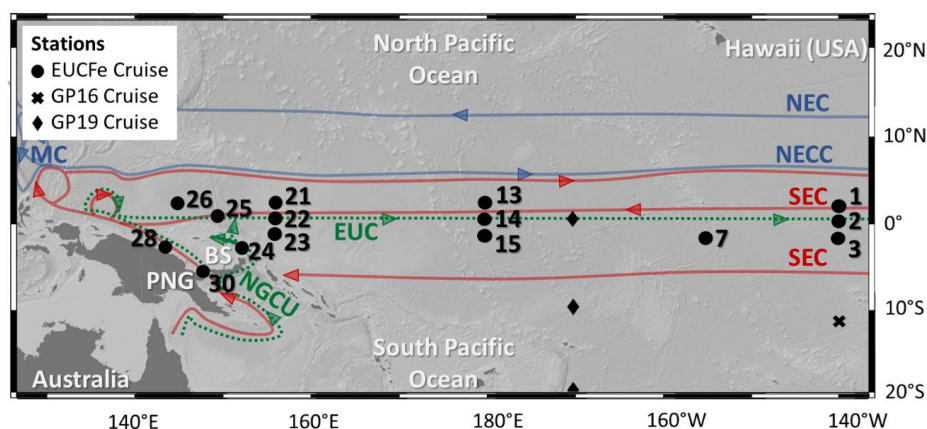 Stations
EUCFe Cruise
GP16 Cruise
GP19 Cruise
North Pacific
Ocean
Hawaii (USA)
20°N
NEC
10°N
MC
NECC
26
25
21
22
23
13
14
15
SEC
1
2
3
0°
EUC
7
28
BS
24
PNG
30
NGCU
SEC
10°S
South Pacific
Ocean
Australia
20°S
140°E
160°E
180°E
160°W
140°W